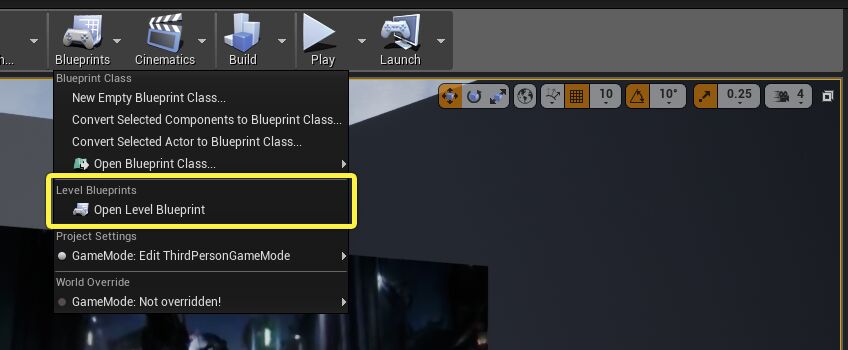 h...
Blueprints
Cinematics
Build
Play
Launch
Blueprint Class
New Empty Blueprint Class...
Convert Selected Components to Blueprint Class...
Convert Selected Actor to Blueprint Class...
Open Blueprint Class...
Level Blueprints
Open Level Blueprint
Project Settings
GameMode: Edit ThirdPersonGameMode
World Override
GameMode: Not overridden!
10
10°
0.25
4